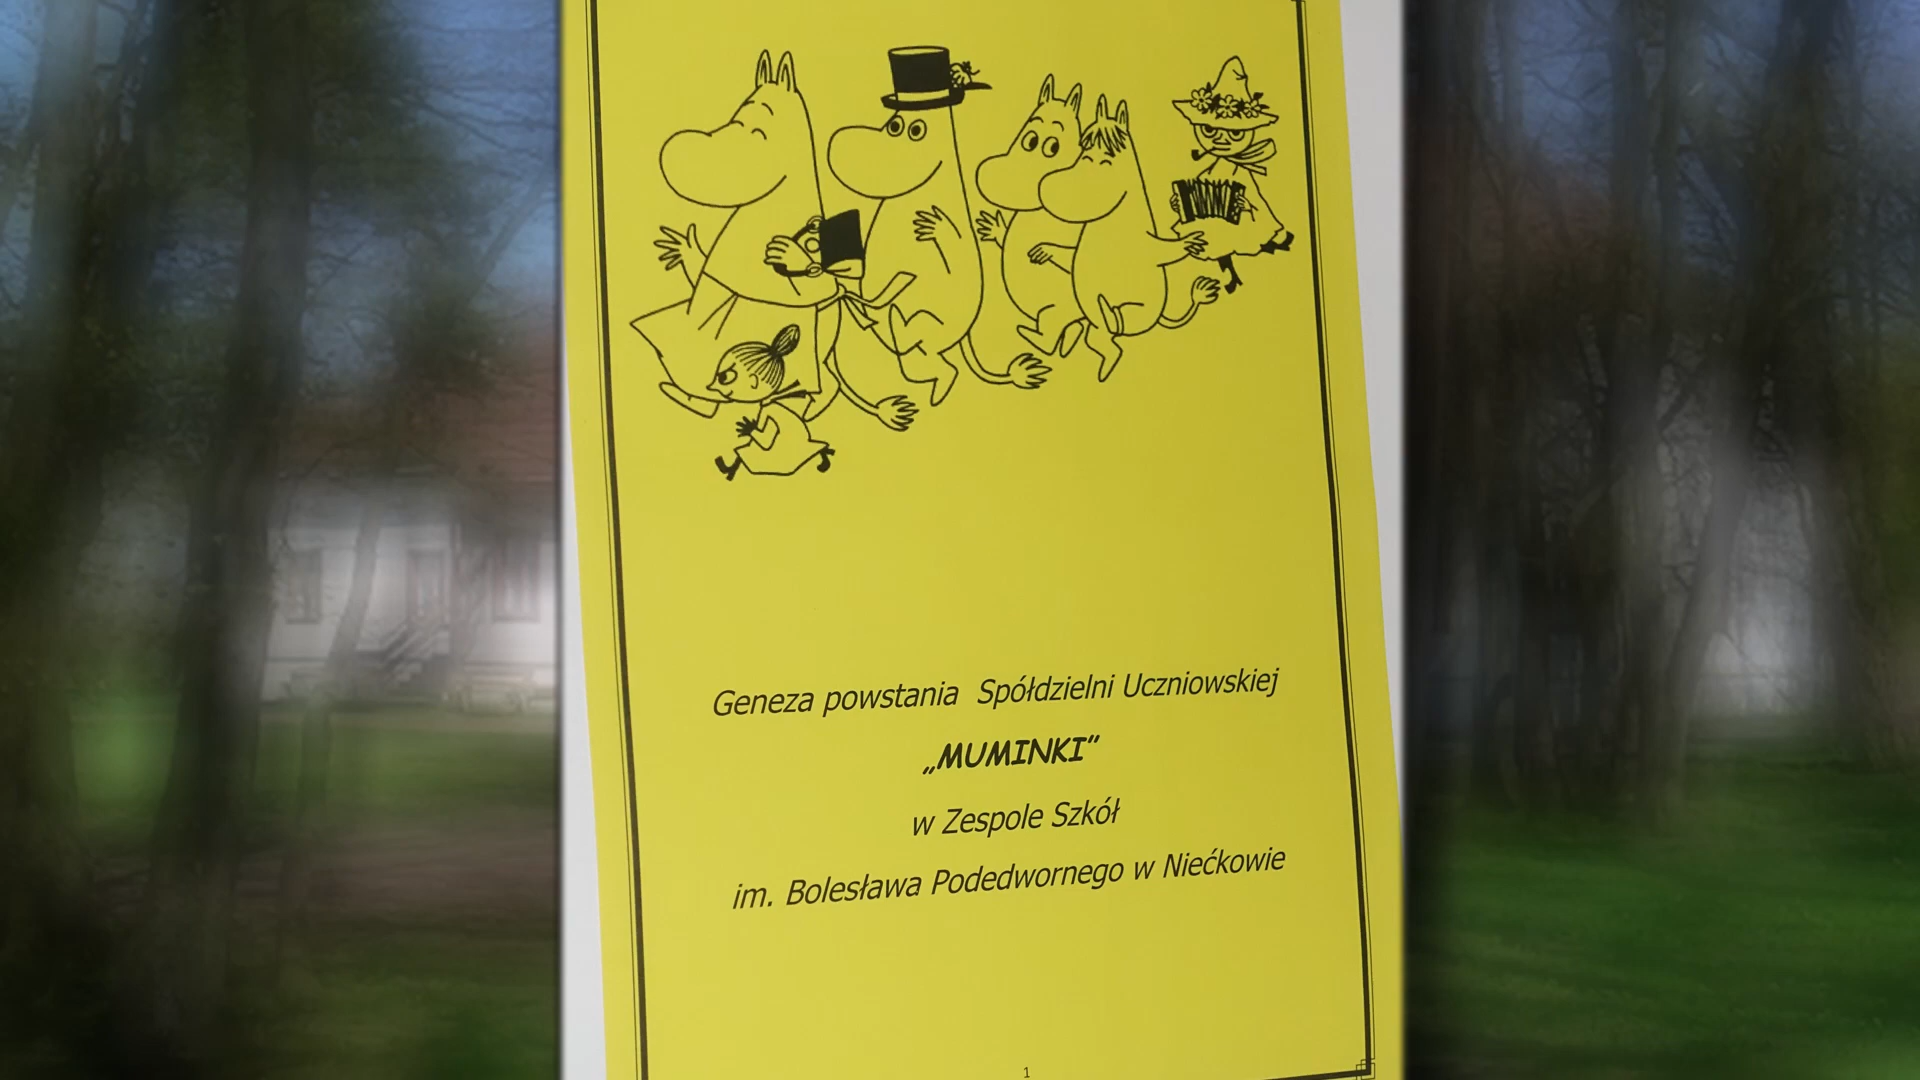 Geneza powstania Spółdzielni Uczniowskiej
„MUMINKI”
w Zespole Szkół
im. Bolesława Podedwornego w Niećkowie
1